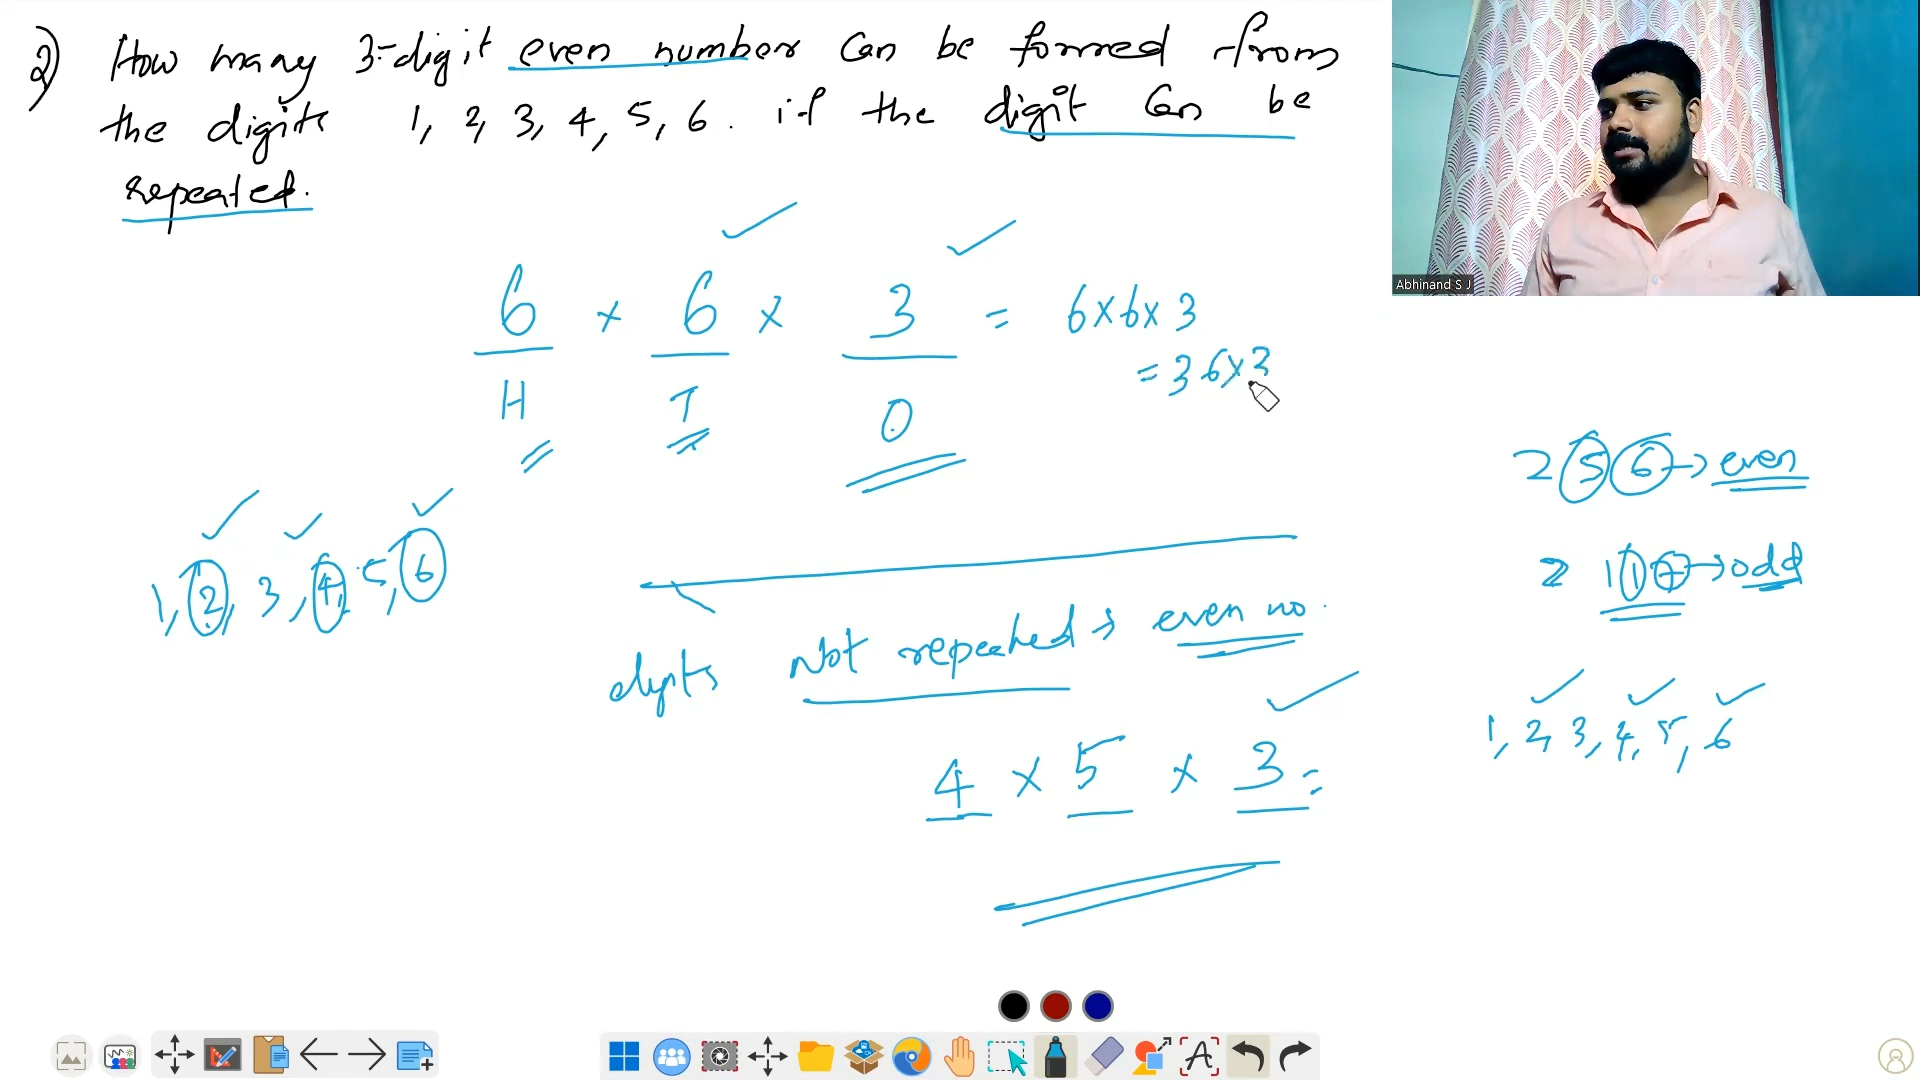 2) How many 3-digit even number can be formed from
the digits 1, 2, 3, 4, 5, 6. if the digit can be
repeated.
6 × 6 × 3 = 6×6×3
= 36×3
H T O
Abhinand S J
2 5 6 → even
1, 2, 3, 4, 5, 6
→ odd
digits Not repeated → even no.
1, 2, 3, 4, 5, 6
4 × 5 × 3 =